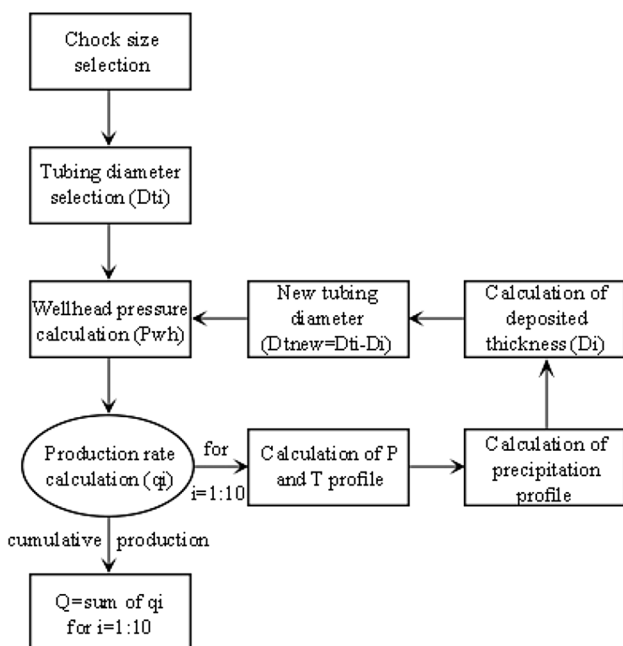 Chock size
selection
Tubing diameter
selection (Dti)
Wellhead pressure
calculation (Pwh)
New tubing
diameter
(Dtnew=Dti-Di)
Calculation of
deposited
thickness (Di)
Production rate
calculation (qi)
for
i=1:10
Calculation of P
and T profile
Calculation of
precipitation
profile
cumulative production
Q=sum of qi
for i=1:10